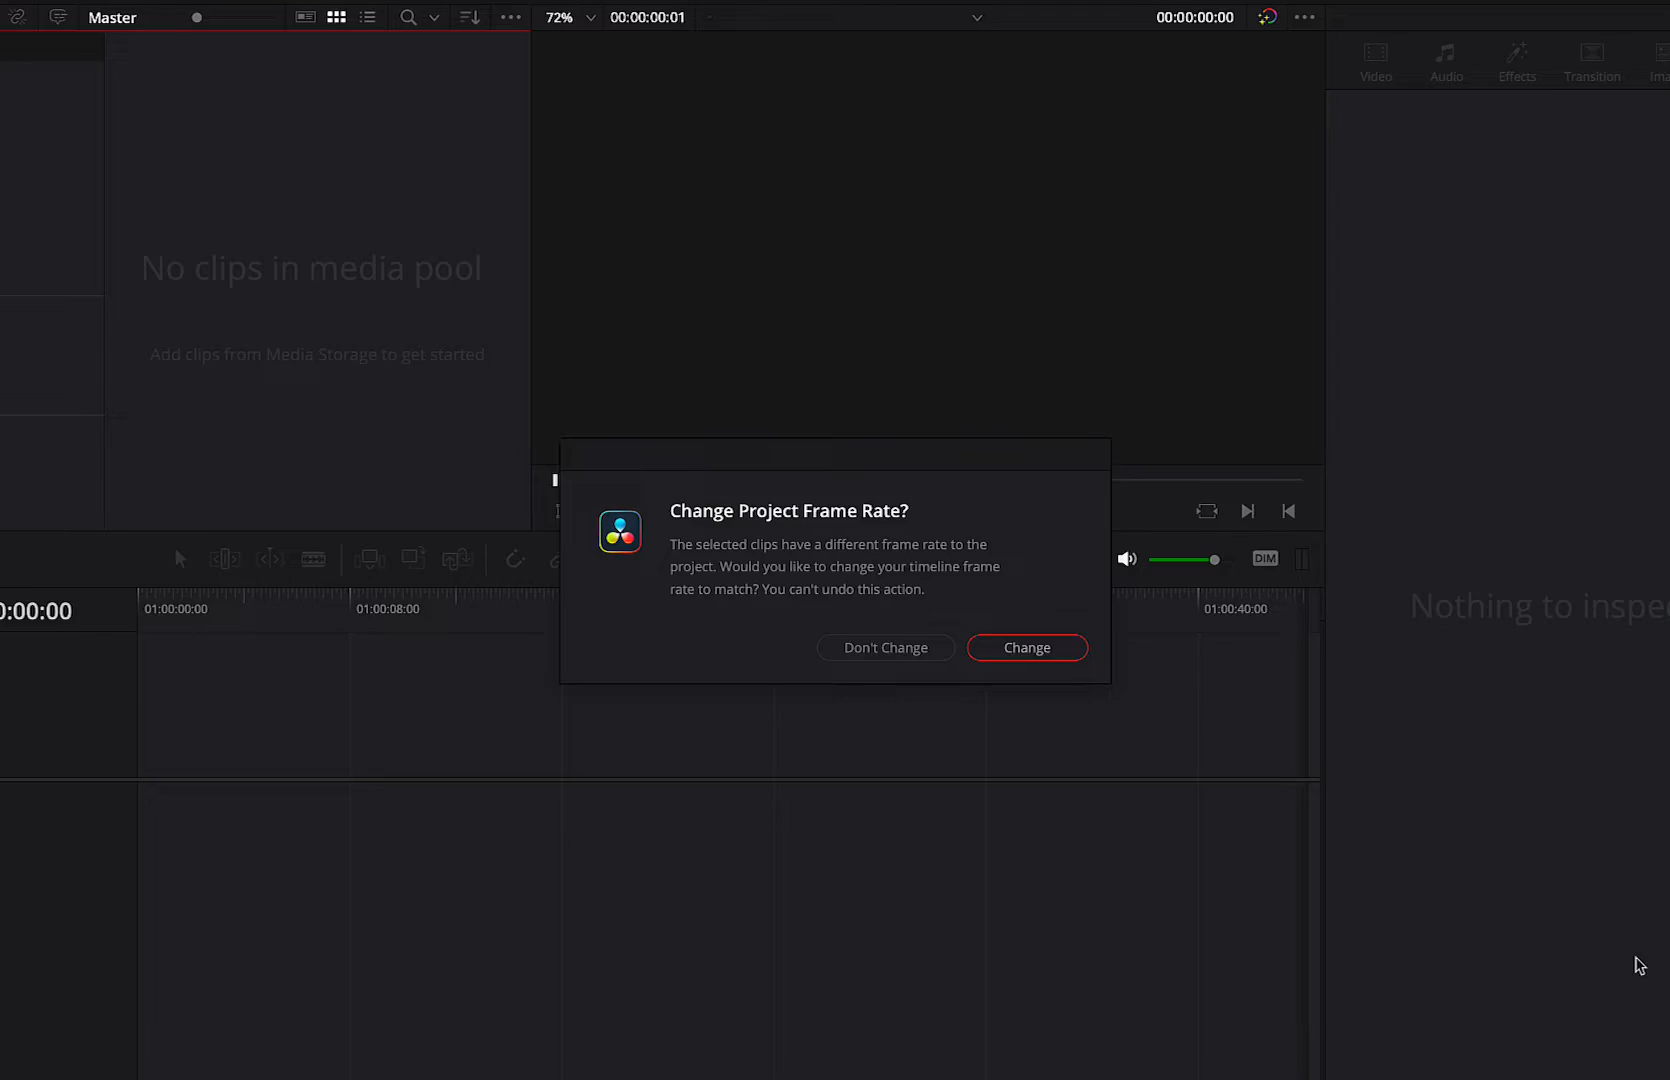 Master
72%
00:00:00:01
00:00:00:00
Video
Audio
Effects
Transition
Ima
No clips in media pool
Add clips from Media Storage to get started
Change Project Frame Rate?
The selected clips have a different frame rate to the
project. Would you like to change your timeline frame
rate to match? You can't undo this action.
Don't Change
Change
DIM
0:00:00
01:00:00:00
01:00:08:00
01:00:40:00
Nothing to inspec